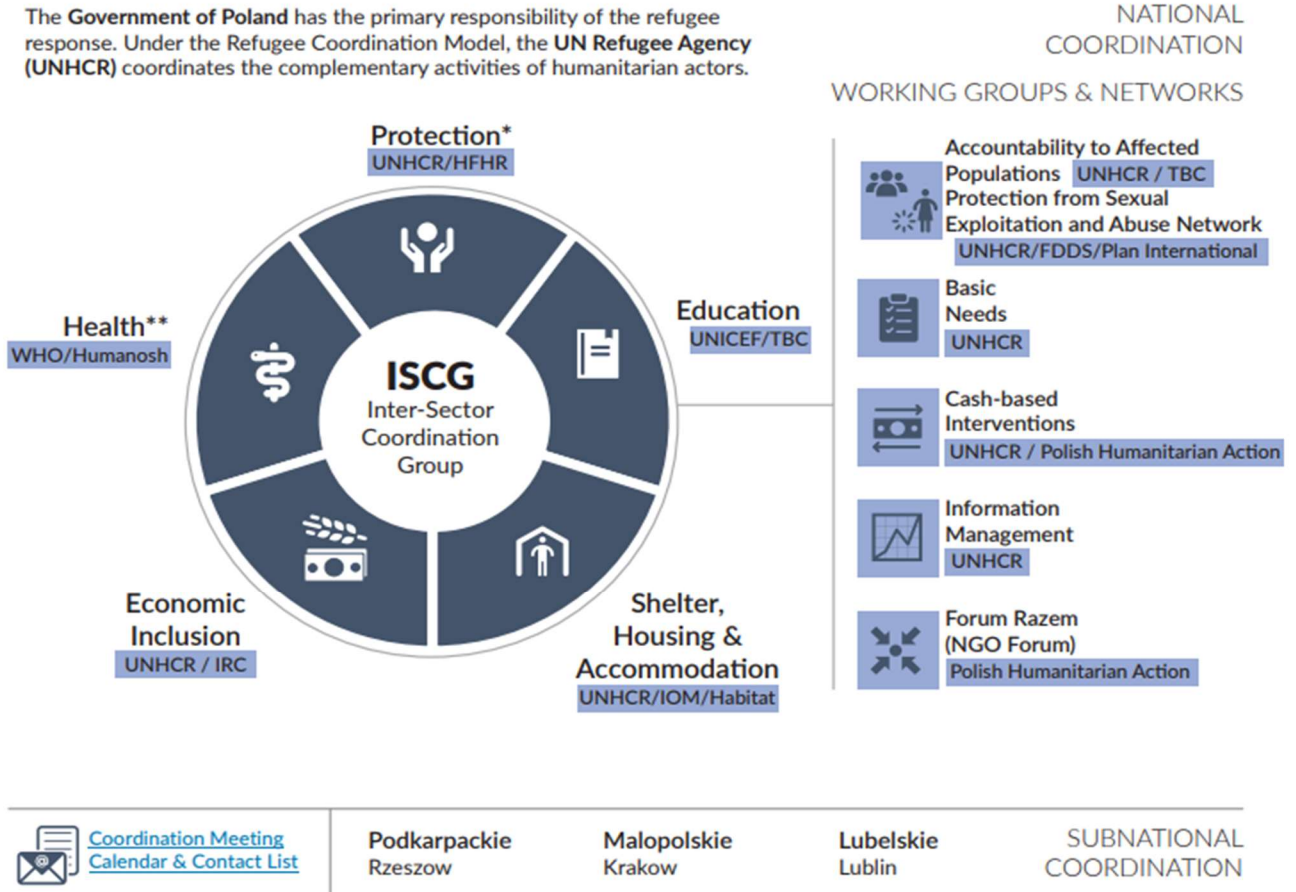 The Government of Poland has the primary responsibility of the refugee
response. Under the Refugee Coordination Model, the UN Refugee Agency
(UNHCR) coordinates the complementary activities of humanitarian actors.
NATIONAL
COORDINATION
WORKING GROUPS & NETWORKS
Protection*
UNHCR/HFHR
Health**
WHO/Humanosh
Education
UNICEF/TBC
ISCG
Inter-Sector
Coordination
Group
Economic
Inclusion
UNHCR / IRC
Shelter,
Housing &
Accommodation
UNHCR/IOM/Habitat
Accountability to Affected
Populations UNHCR / TBC
Protection from Sexual
Exploitation and Abuse Network
UNHCR/FDDS/Plan International
Basic
Needs
UNHCR
Cash-based
Interventions
UNHCR / Polish Humanitarian Action
Information
Management
UNHCR
Forum Razem
(NGO Forum)
Polish Humanitarian Action
@
Coordination Meeting
Calendar & Contact List
Podkarpackie
Rzeszow
Malopolskie
Krakow
Lubelskie
Lublin
SUBNATIONAL
COORDINATION